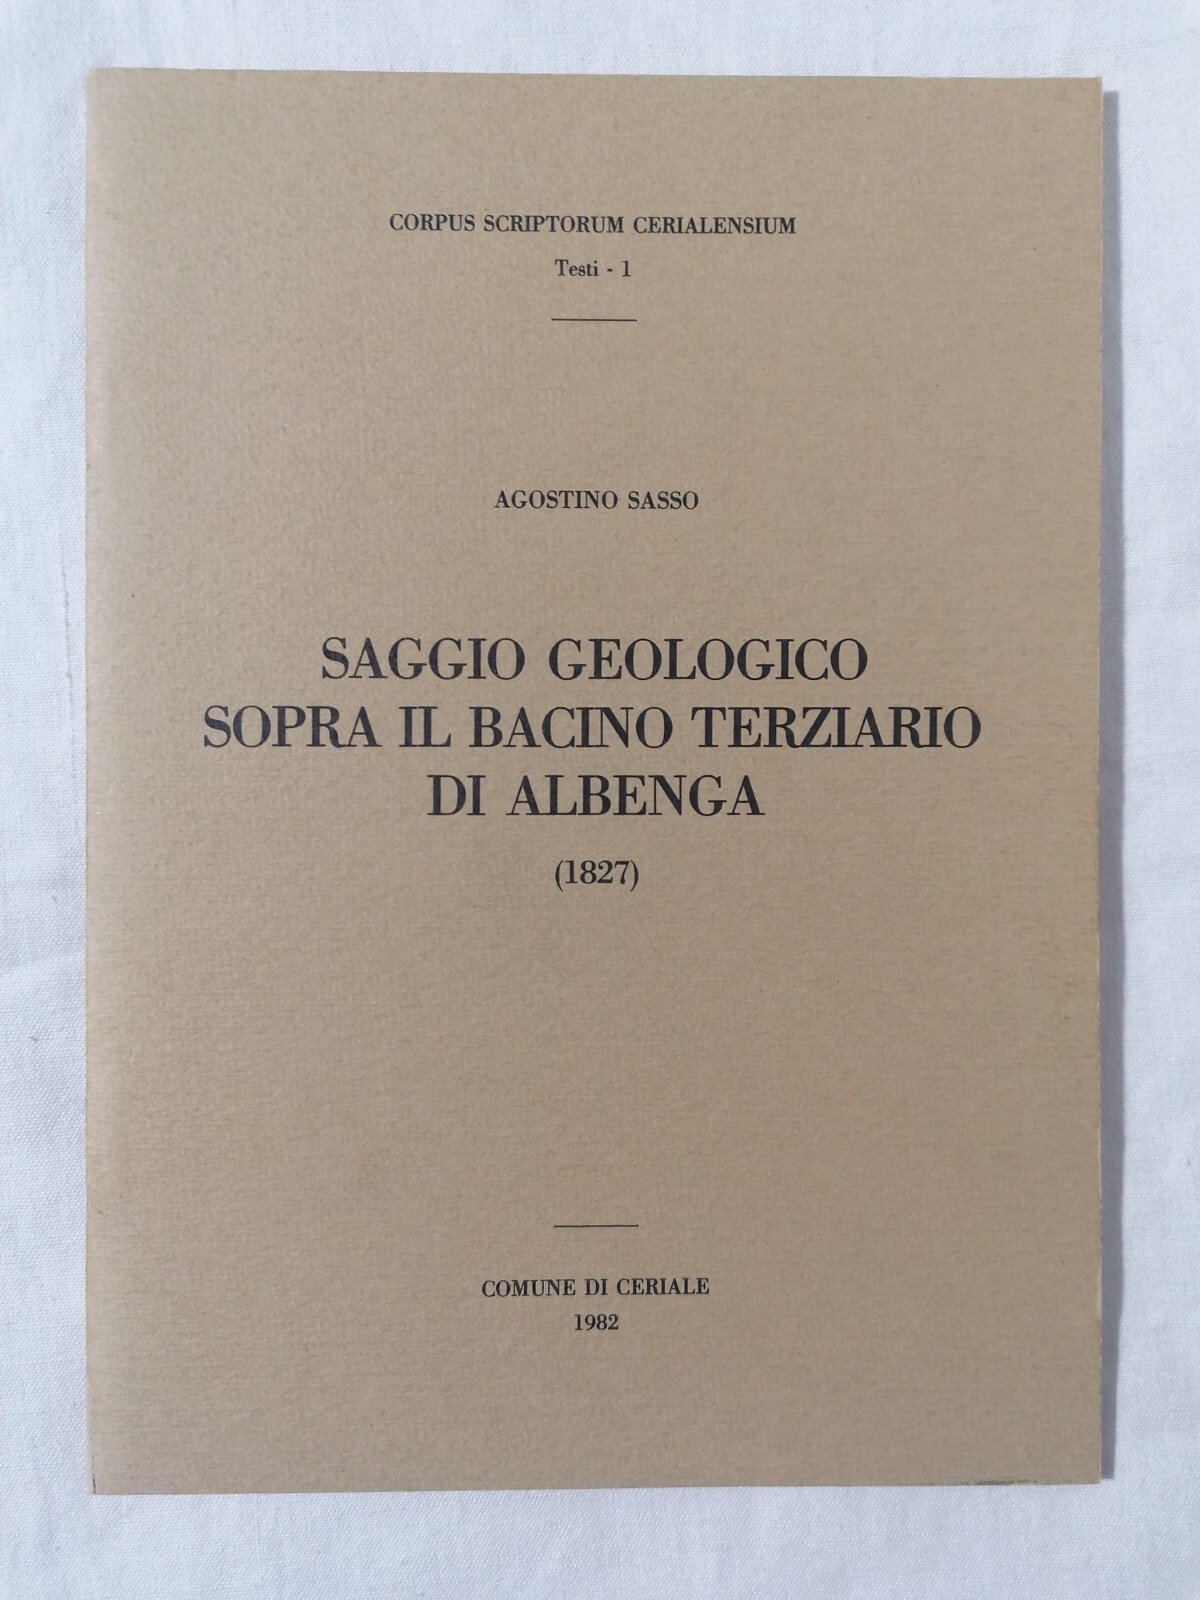 CORPUS SCRIPTORUM CERIALENSIUM
Testi - 1
AGOSTINO SASSO
SAGGIO GEOLOGICO
SOPRA IL BACINO TERZIARIO
DI ALBENGA
(1827)
COMUNE DI CERIALE
1982